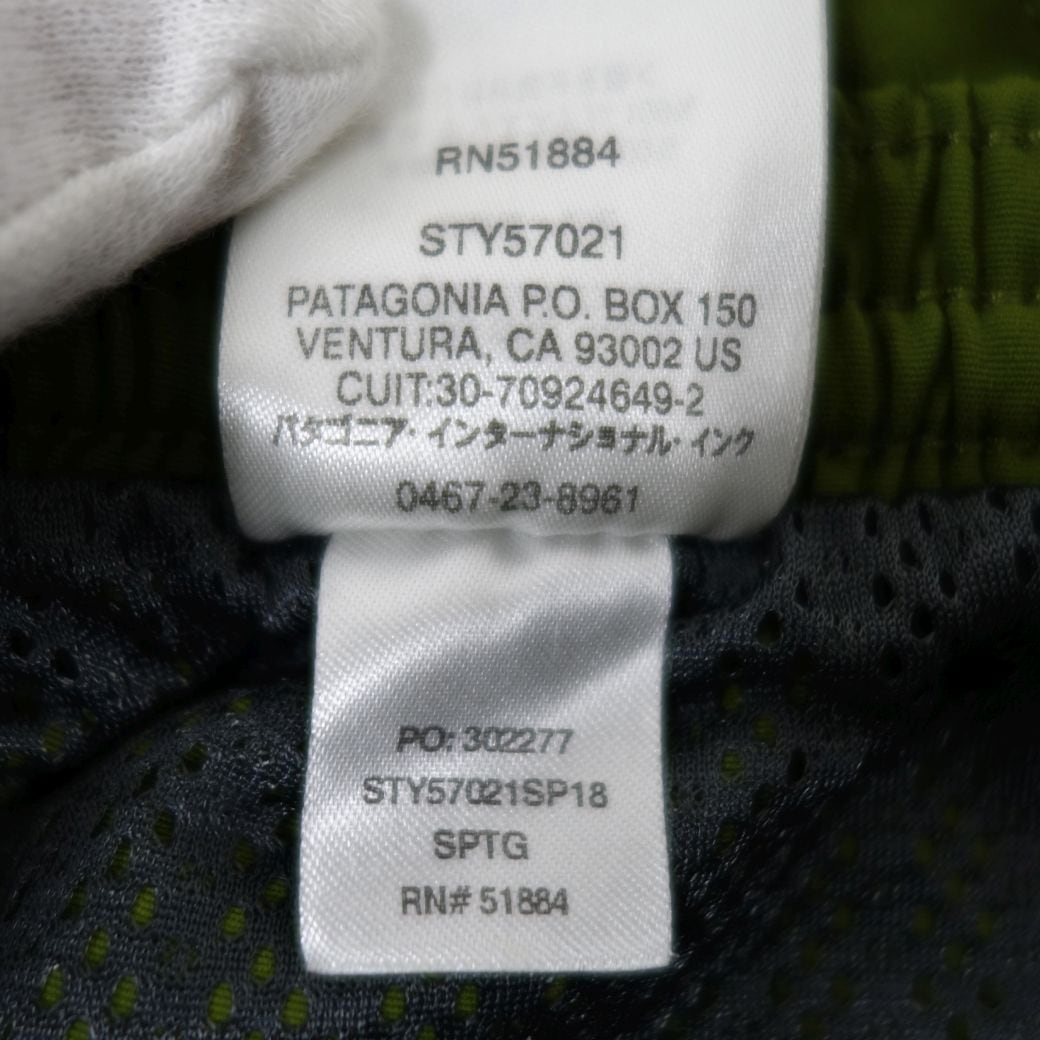 RN51884
STY57021
PATAGONIA P.O. BOX 150
VENTURA, CA 93002 US
CUIT:30-70924649-2
パタゴニア・インターナショナル・インク
0467-23-8961
PO: 302277
STY57021SP18
SPTG
RN# 51884